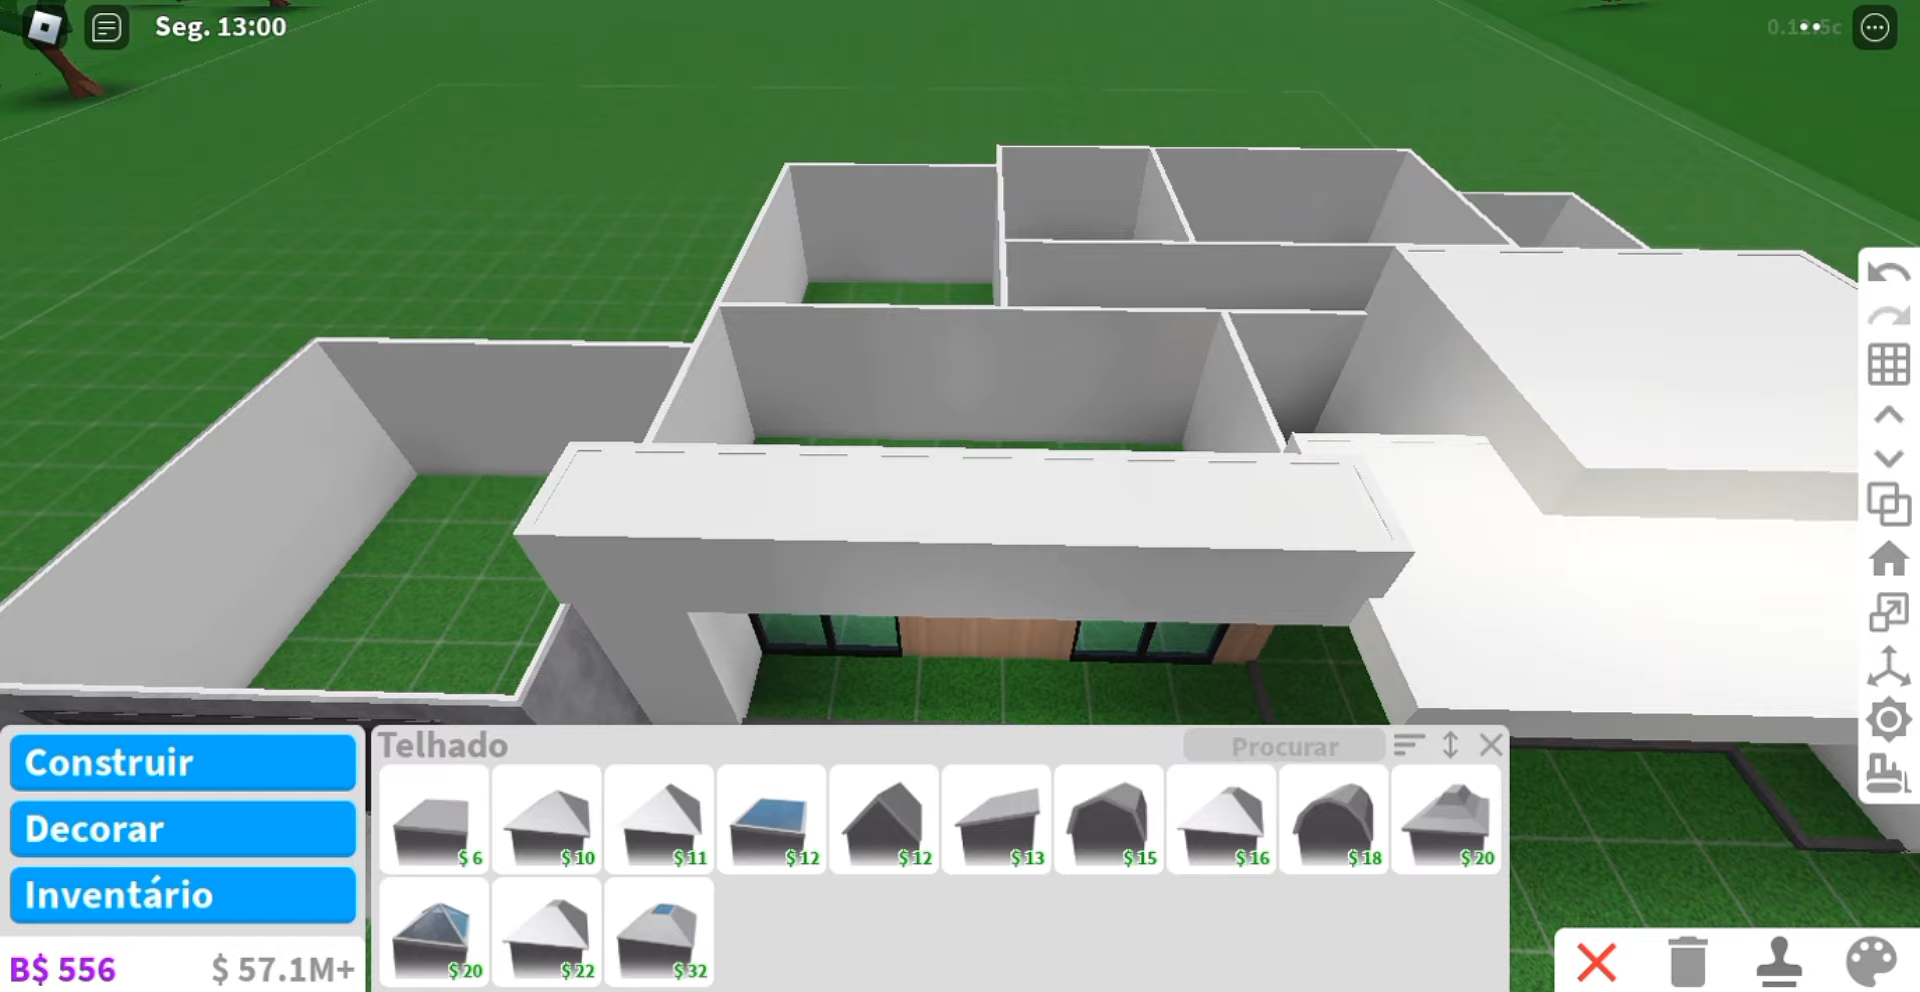 Seg. 13:00
Construir
Decorar
Inventário
B$ 556
$ 57.1M+
Telhado
Procurar
$ 6
$ 10
$ 11
$ 12
$ 12
$ 13
$ 15
$ 16
$ 18
$ 20
$ 20
$ 22
$ 32